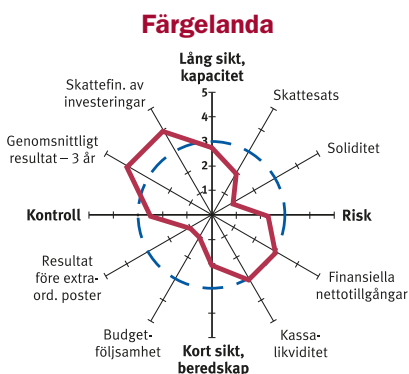 Färgelanda
Lång sikt,
kapacitet
Skattefin. av
investeringar
Skattesats
5
4
3
2
1
Genomsnittligt
resultat – 3 år
Soliditet
Kontroll
Risk
Resultat
före extra-
ord. poster
Finansiella
nettotillgångar
Budget-
följsamhet
Kort sikt,
beredskap
Kassa-
likviditet